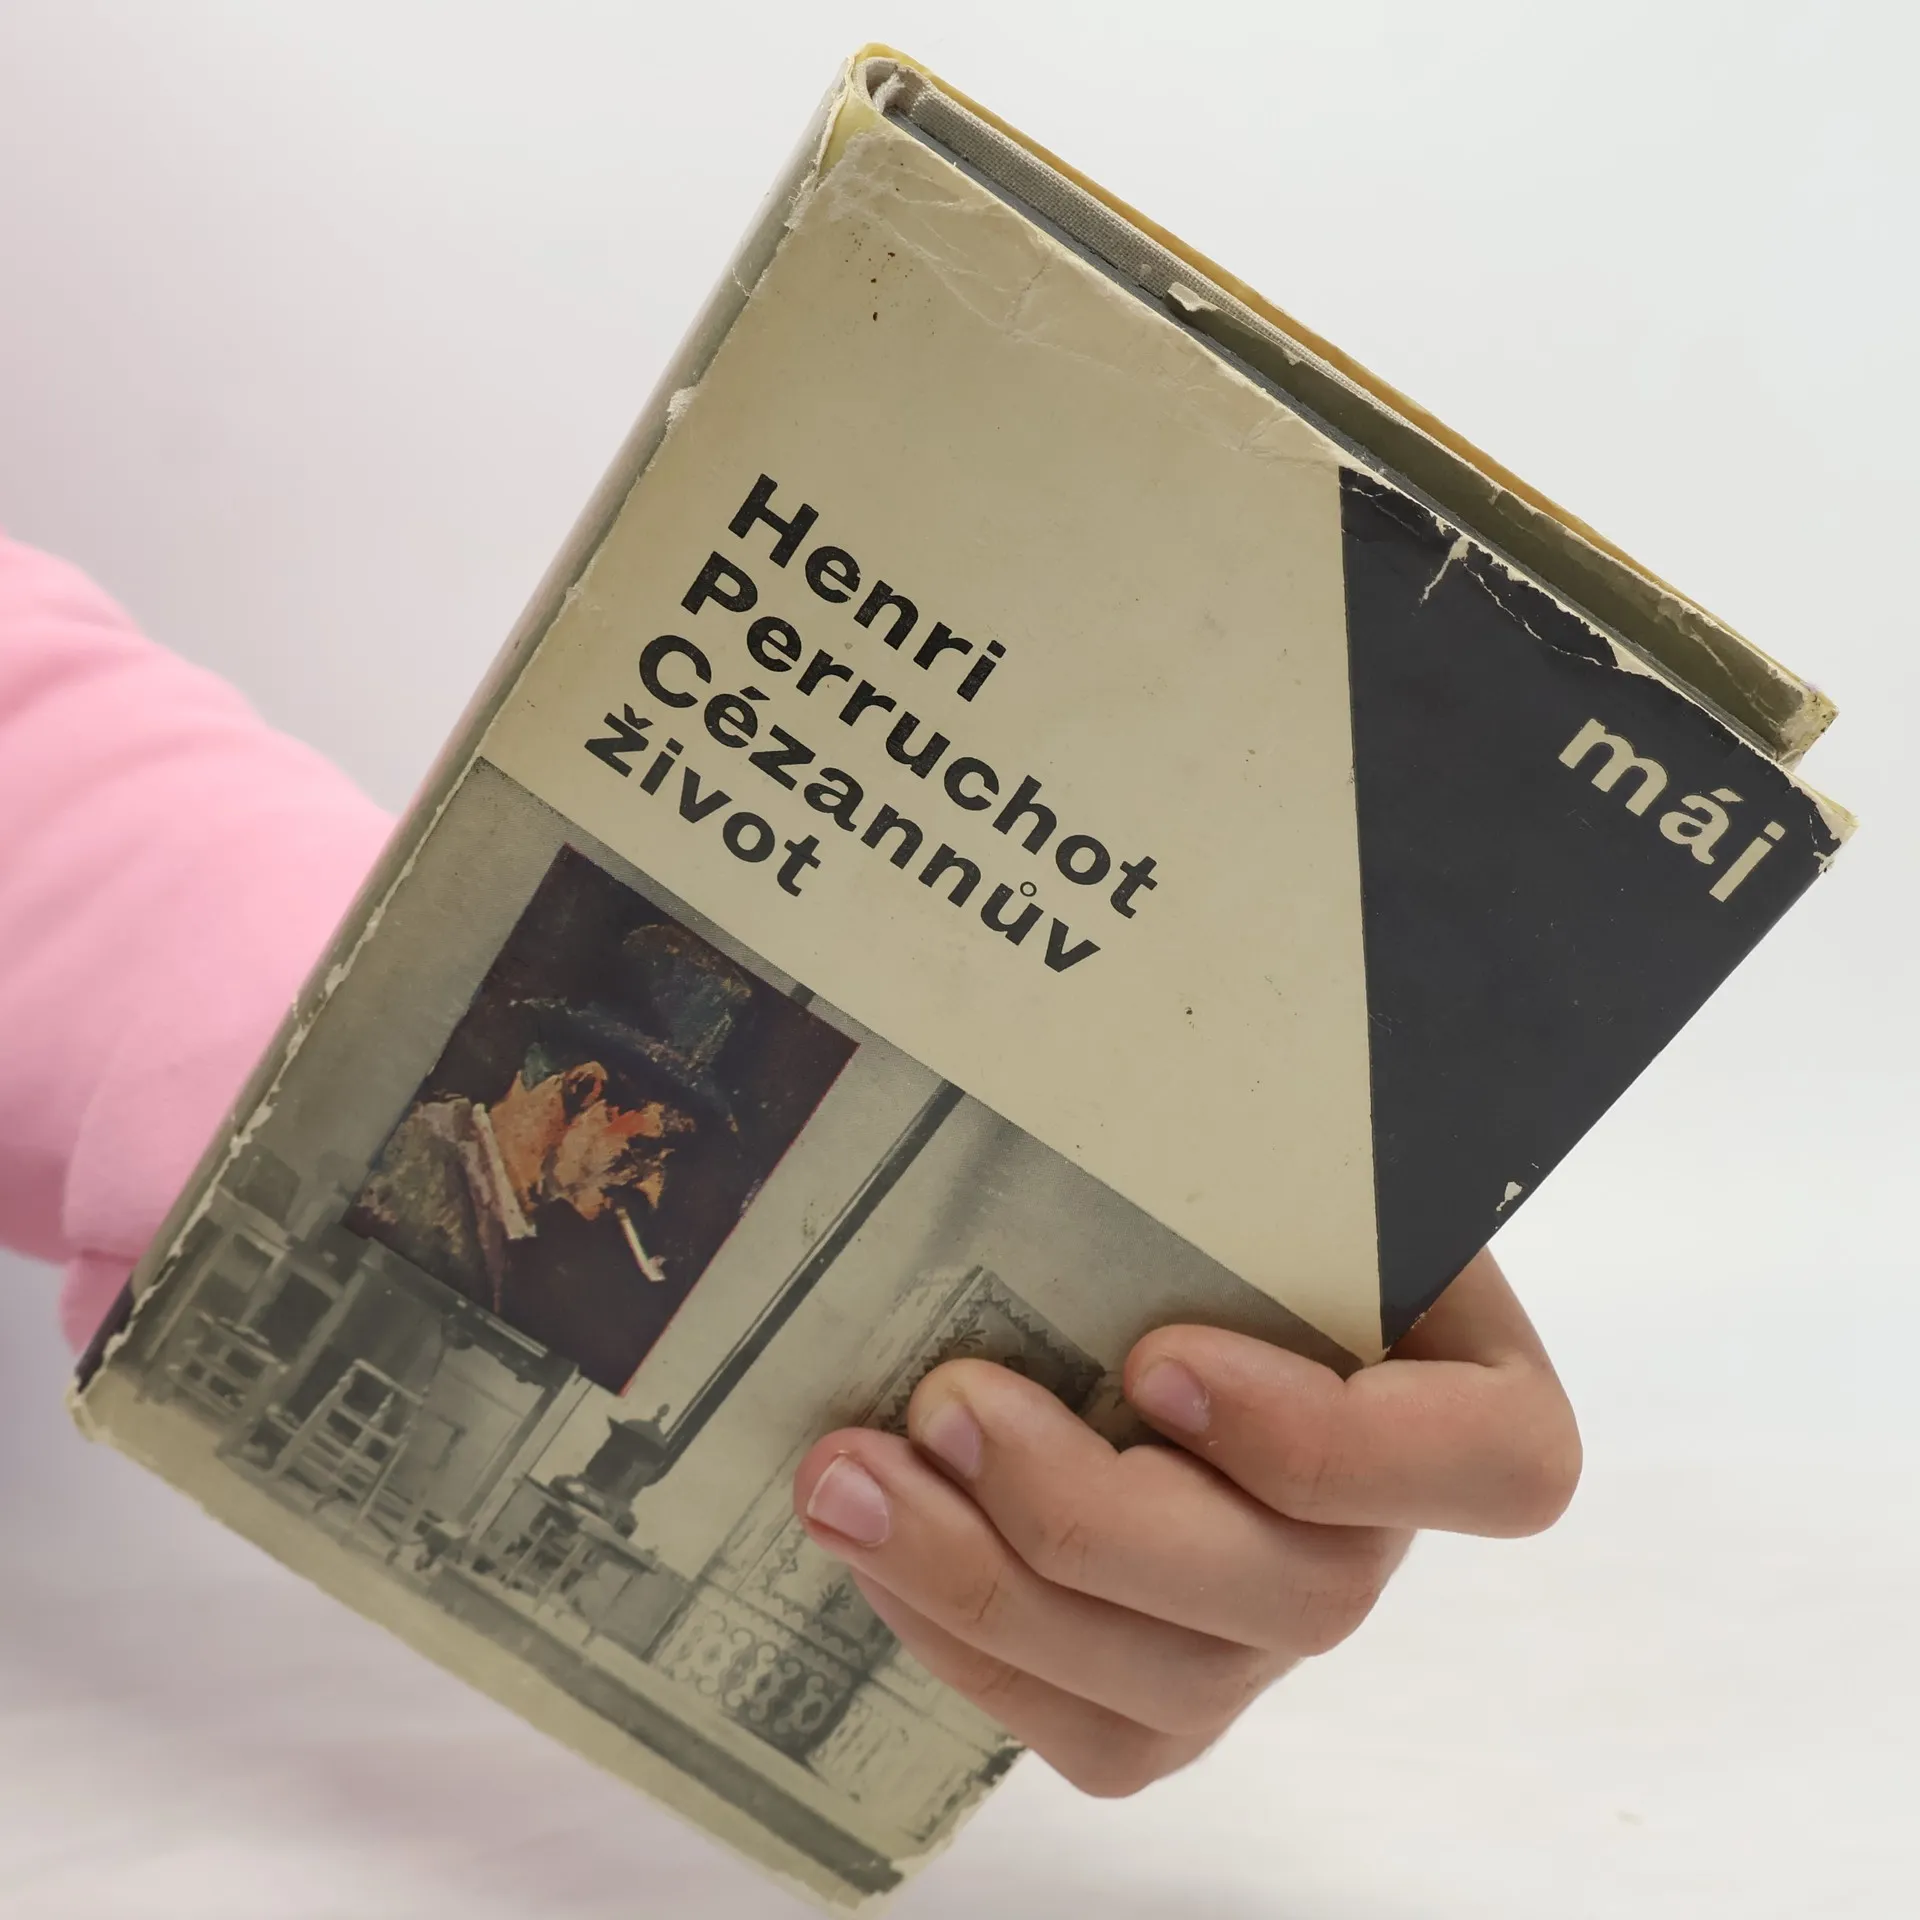 máj
Henri
Perruchot
Cézannův
život